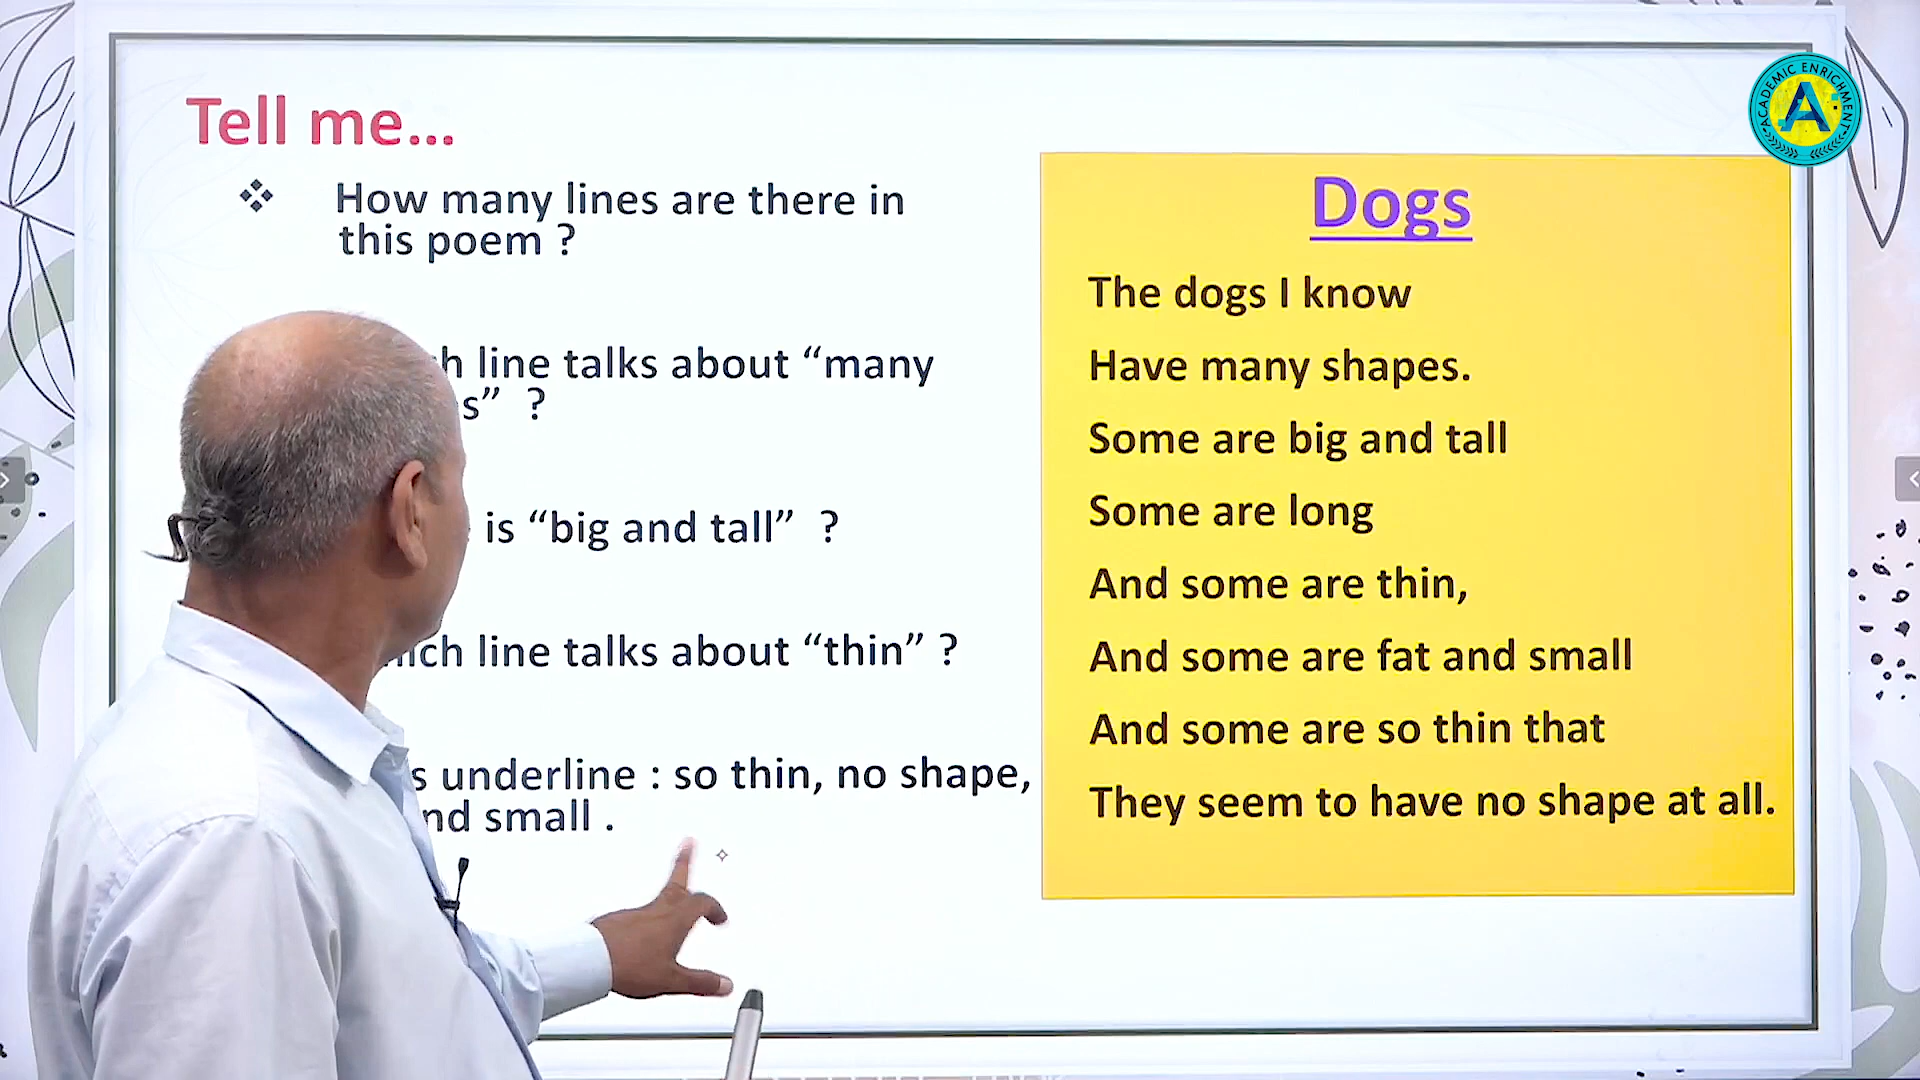 Tell me...
How many lines are there in
this poem ?
line talks about “many
?
is “big and tall” ?
line talks about “thin” ?
underline : so thin, no shape,
small .
Dogs
The dogs I know
Have many shapes.
Some are big and tall
Some are long
And some are thin,
And some are fat and small
And some are so thin that
They seem to have no shape at all.
ACADEMIC ENRICHMENT
A